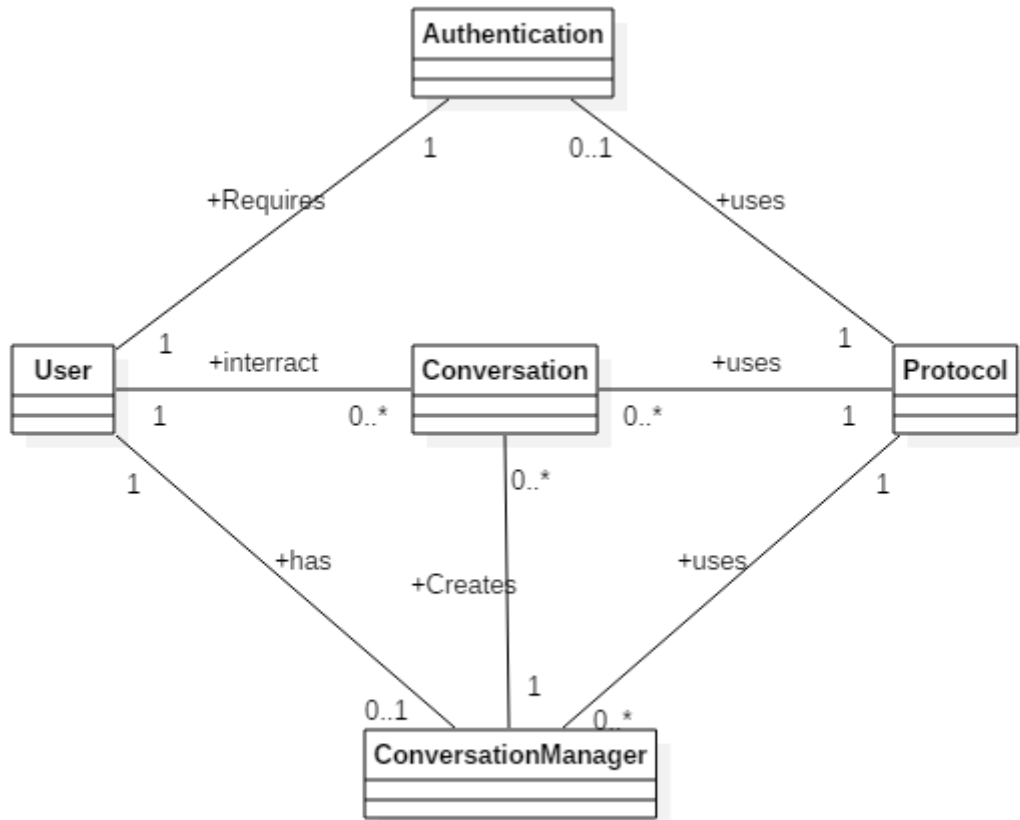 Authentication
1
0..1
+Requires
+uses
1
1
User
+interract
Conversation
+uses
Protocol
1
0..*
0..*
1
1
0..*
1
+has
+Creates
+uses
0..1
1
0..*
ConversationManager